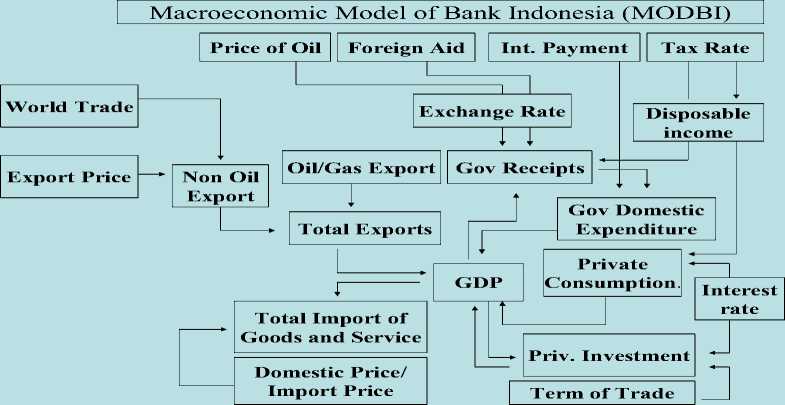 Macroeconomic Model of Bank Indonesia (MODBI)
Price of Oil
Foreign Aid
Int. Payment
Tax Rate
World Trade
Exchange Rate
Disposable
income
Export Price
Non Oil
Export
Oil/Gas Export
Gov Receipts
Total Exports
Gov Domestic
Expenditure
GDP
Private
Consumption.
Interest
rate
Total Import of
Goods and Service
Priv. Investment
Domestic Price/
Import Price
Term of Trade